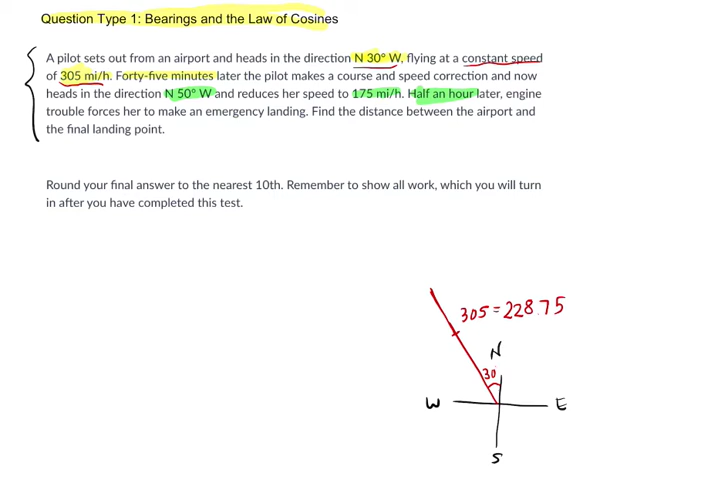 Question Type 1: Bearings and the Law of Cosines
A pilot sets out from an airport and heads in the direction N 30° W, flying at a constant speed
of 305 mi/h. Forty-five minutes later the pilot makes a course and speed correction and now
heads in the direction N 50° W and reduces her speed to 175 mi/h. Half an hour later, engine
trouble forces her to make an emergency landing. Find the distance between the airport and
the final landing point.
Round your final answer to the nearest 10th. Remember to show all work, which you will turn
in after you have completed this test.
305 = 228.75
N
30
W
E
S